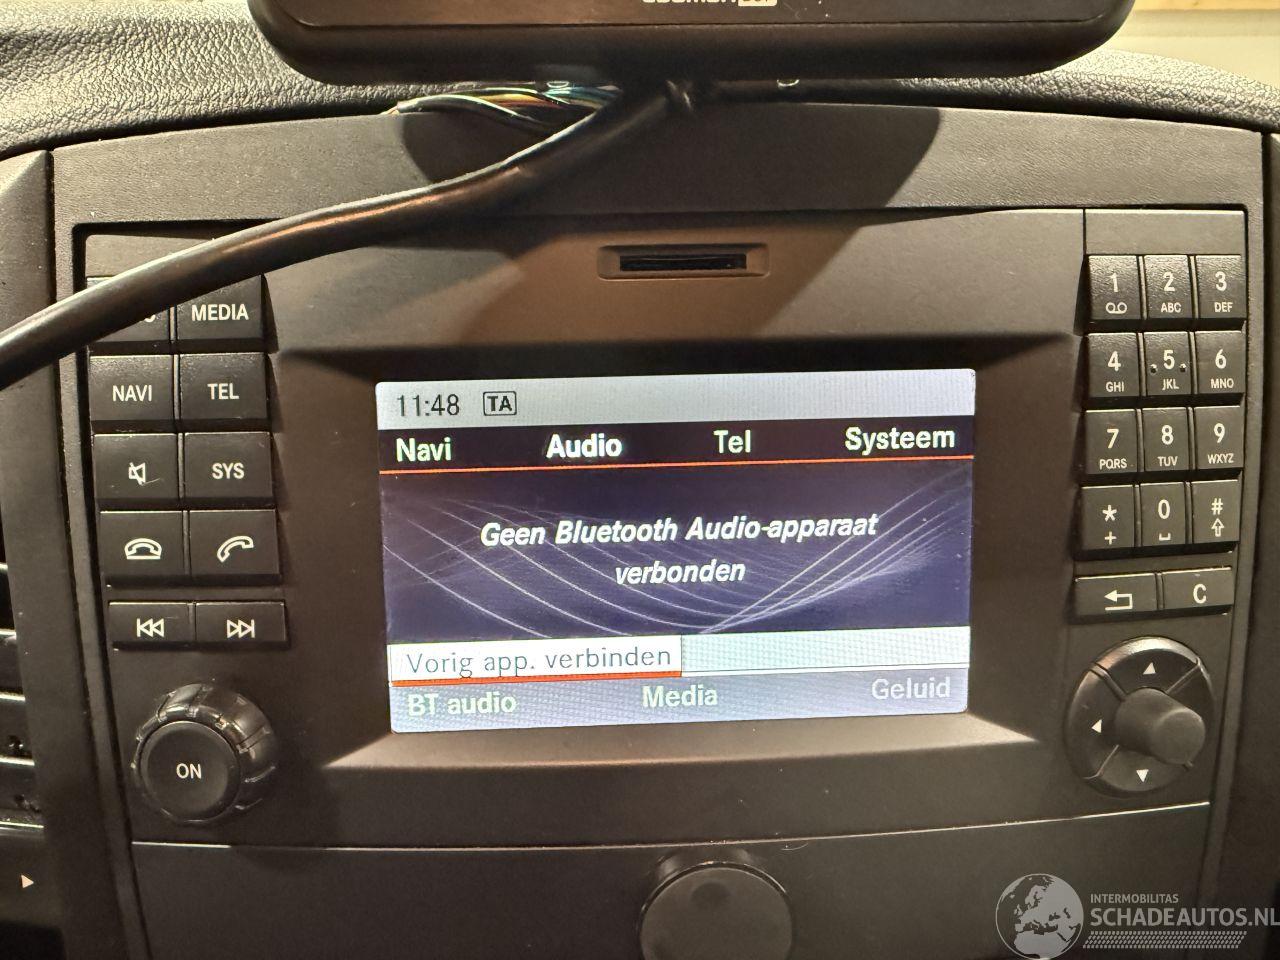 MEDIA
NAVI
TEL
SYS
ON
11:48 TA
Navi Audio Tel Systeem
Geen Bluetooth Audio-apparaat
verbonden
Vorig app. verbinden
BT audio Media Geluid
1 2 3
ABC DEF
4 5 6
GHI JKL MNO
7 8 9
PQRS TUV WXYZ
* 0 #
+
C
INTERMOBILITAS
SCHADEAUTOS.NL